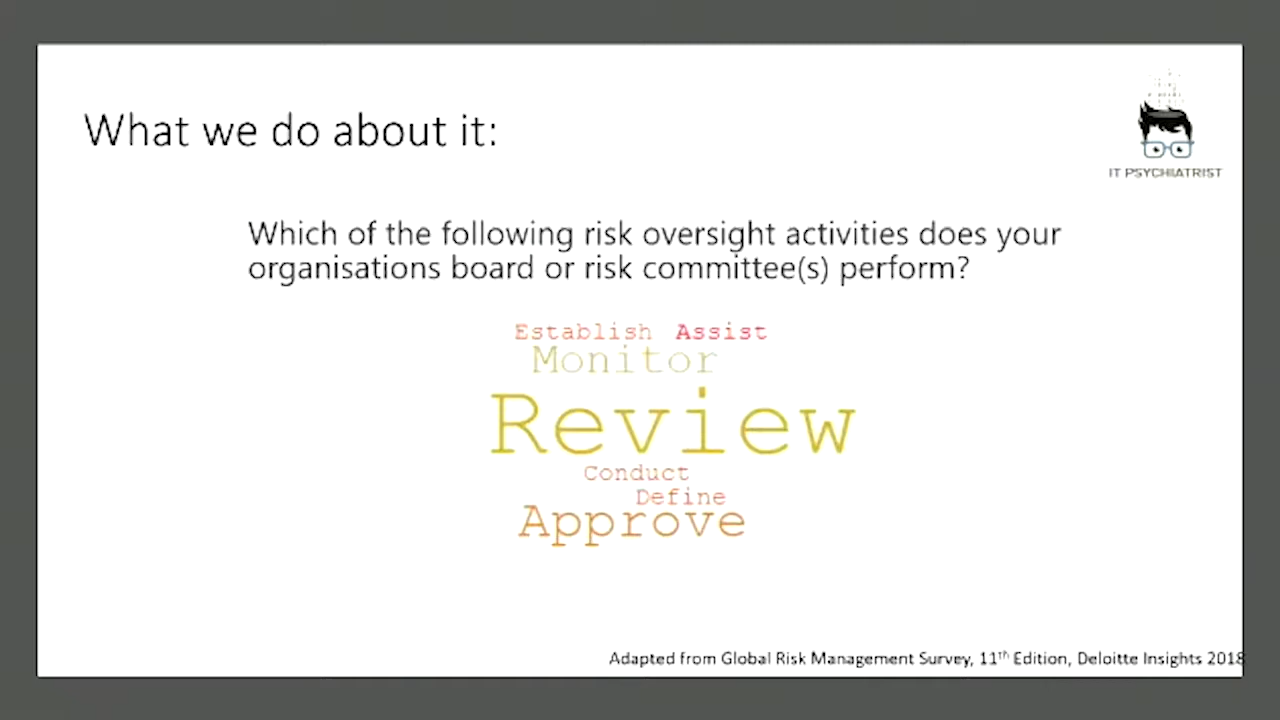 What we do about it:
IT PSYCHIATRIST
Which of the following risk oversight activities does your
organisations board or risk committee(s) perform?
Establish Assist
Monitor
Review
Conduct
Define
Approve
Adapted from Global Risk Management Survey, 11th Edition, Deloitte Insights 2018